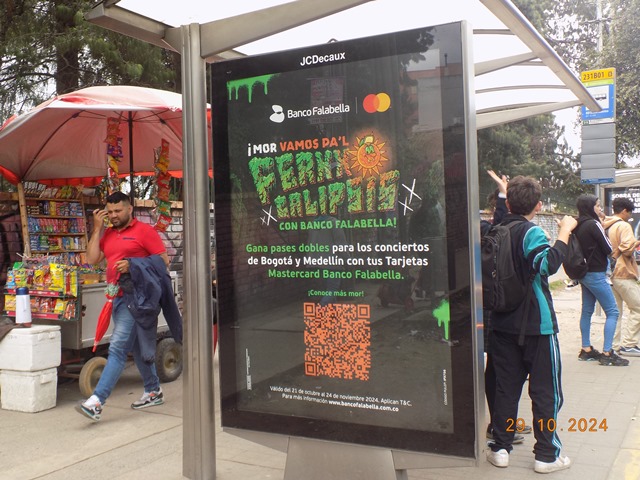 JCDecaux
Banco Falabella
¡MOR VAMOS PA'L
FERXXO
CALIPSIS
CON BANCO FALABELLA!
Gana pases dobles para los conciertos
de Bogotá y Medellín con tus Tarjetas
Mastercard Banco Falabella.
¡Conoce más mor!
Válido del 21 de octubre al 24 de noviembre 2024. Aplican T&C.
Para más información www.bancofalabella.com.co
231B01
29.10.2024